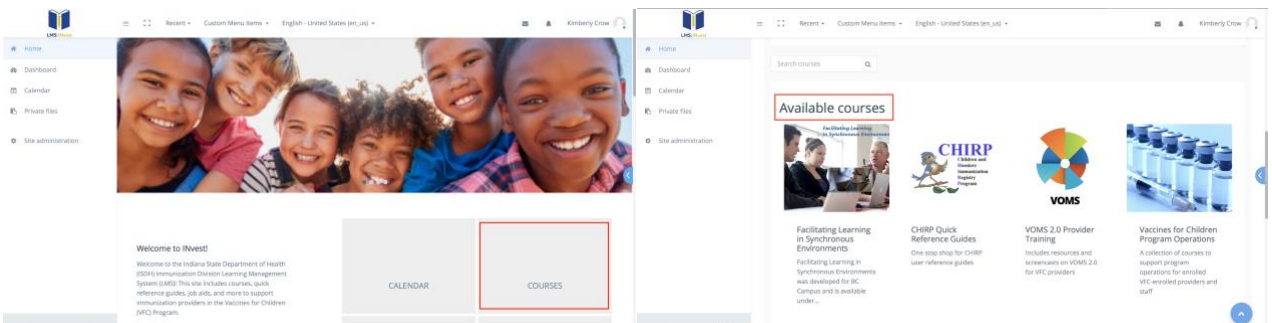 LMS:INvest
Recent
Custom Menu Items
English - United States (en_us)
Kimberly Crow
Home
Dashboard
Calendar
Private files
Site administration
Welcome to INvest!
Welcome to the Indiana State Department of Health
(ISDH) Immunization Division Learning Management
System (LMS)! This site includes courses, quick
reference guides, job aids, and more to support
immunization providers in the Vaccines for Children
(VFC) Program.
CALENDAR
COURSES
LMS:INvest
Recent
Custom Menu Items
English - United States (en_us)
Kimberly Crow
Home
Dashboard
Calendar
Private files
Site administration
Search courses
Available courses
Facilitating Learning
in Synchronous Environments
CHIRP
Children and
Hoosiers
Immunization
Registry
Program
VOMS
Facilitating Learning
in Synchronous
Environments
Facilitating Learning in
Synchronous Environments
was developed for BC
Campus and is available
under...
CHIRP Quick
Reference Guides
One stop shop for CHIRP
user reference guides
VOMS 2.0 Provider
Training
Includes resources and
screencasts on VOMS 2.0
for VFC providers
Vaccines for Children
Program Operations
A collection of courses to
support program
operations for enrolled
VFC-enrolled providers and
staff